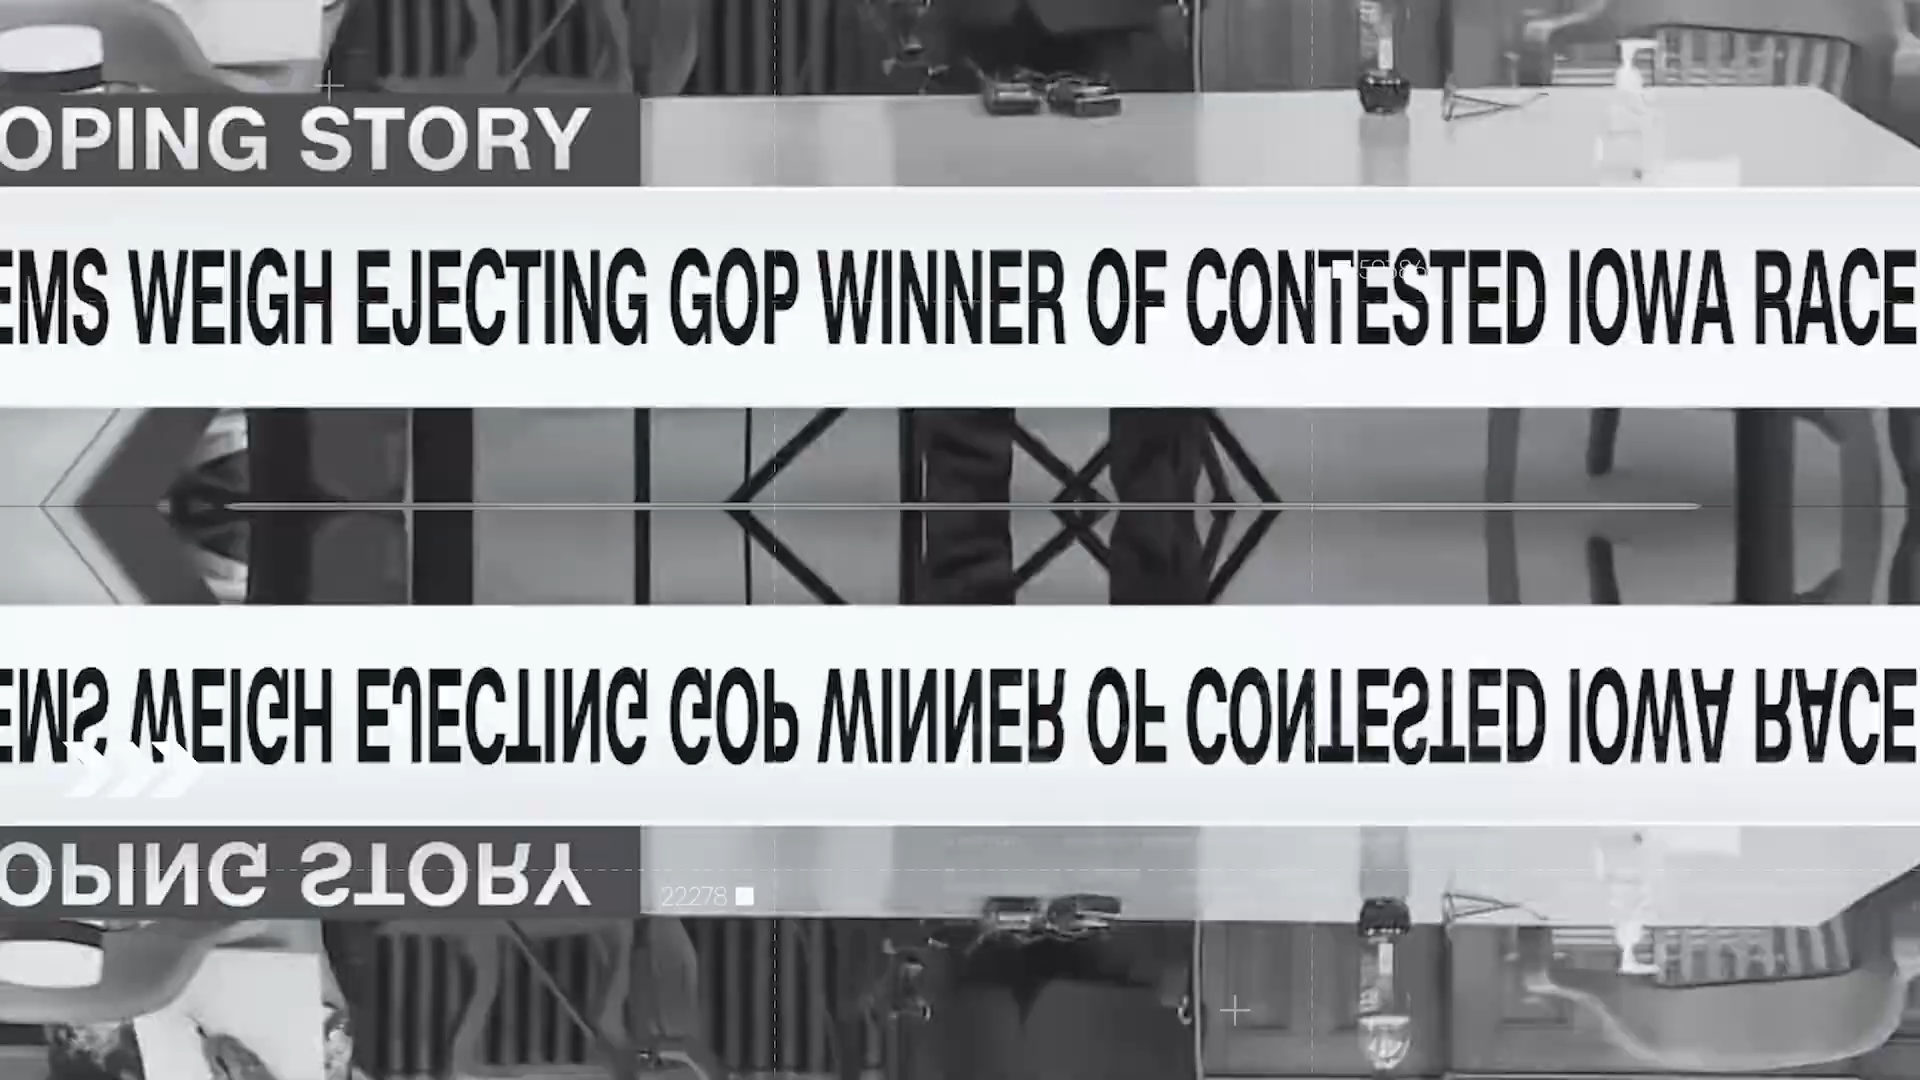 OPING STORY
EMS WEIGH EJECTING GOP WINNER OF CONTESTED IOWA RACE
EMS WEIGH EJECTING GOP WINNER OF CONTESTED IOWA RACE
OPING STORY
22278